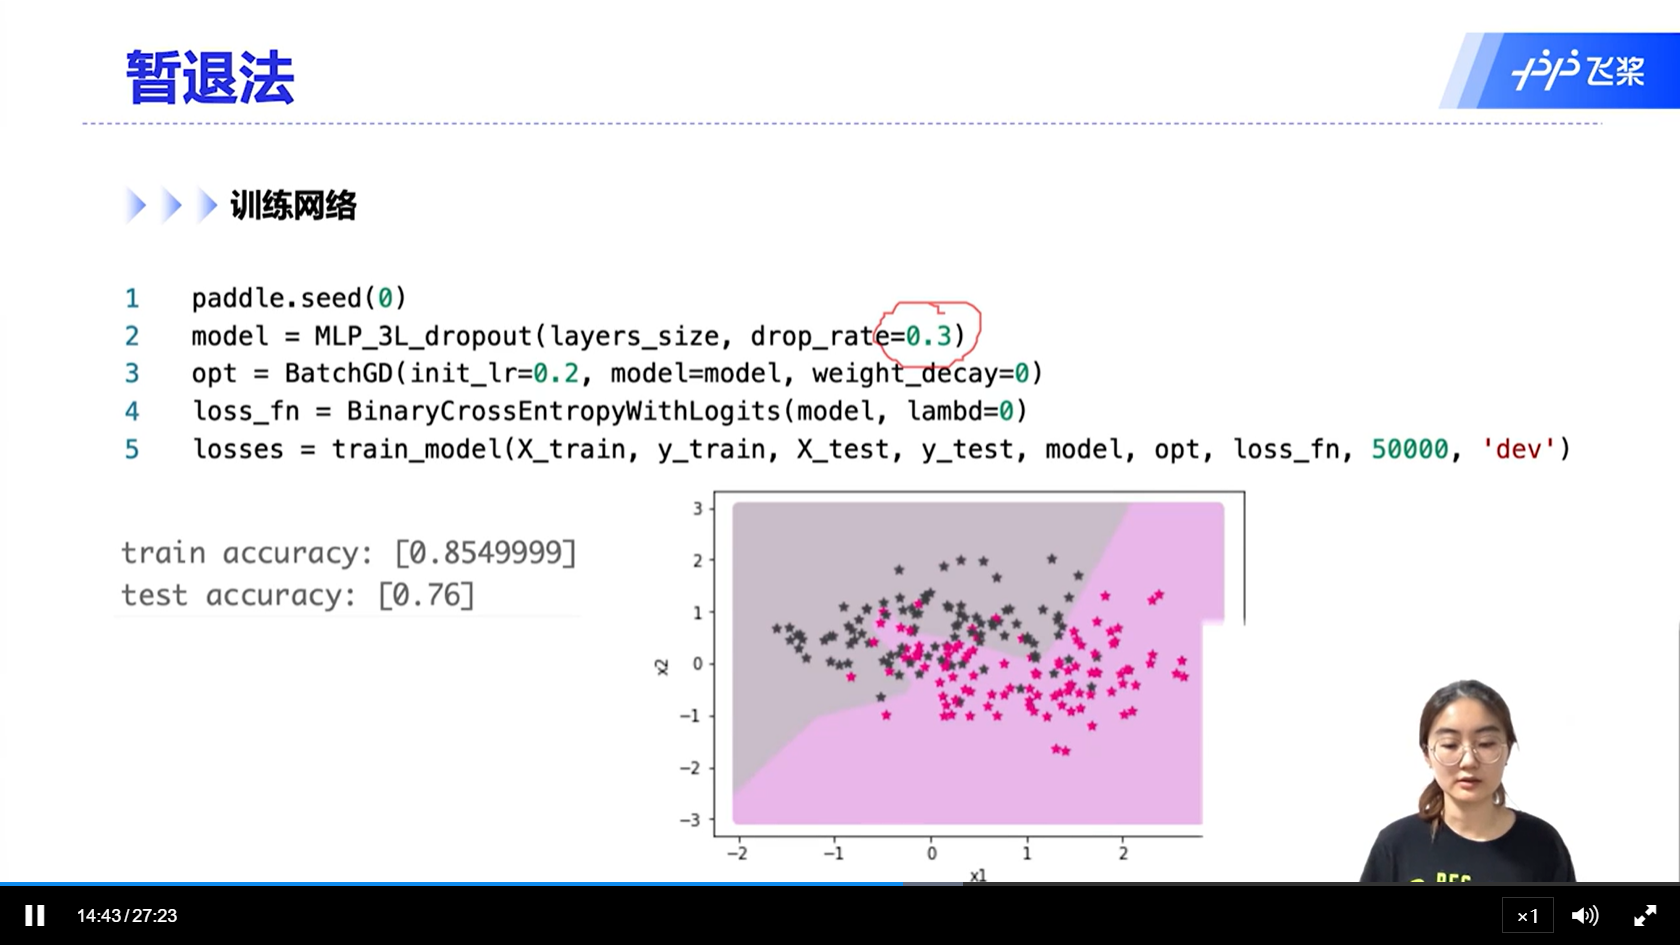 暂退法
飞桨
训练网络
1 paddle.seed(0)
2 model = MLP_3L_dropout(layers_size, drop_rate=0.3)
3 opt = BatchGD(init_lr=0.2, model=model, weight_decay=0)
4 loss_fn = BinaryCrossEntropyWithLogits(model, lambd=0)
5 losses = train_model(X_train, y_train, X_test, y_test, model, opt, loss_fn, 50000, 'dev')
train accuracy: [0.8549999]
test accuracy: [0.76]
3
2
1
0
−1
−2
−3
x2
−2 −1 0 1 2
x1
14:43/27:23
×1